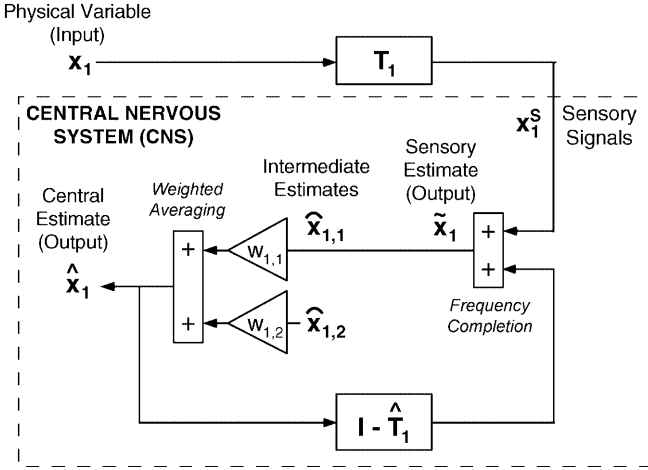 Physical Variable
(Input)
x₁
T₁
CENTRAL NERVOUS
SYSTEM (CNS)
x₁ˢ
Sensory
Signals
Central
Estimate
(Output)
x̂₁
Weighted
Averaging
Intermediate
Estimates
Sensory
Estimate
(Output)
+
w₁,₁
x̑₁,₁
x̃₁
+
+
+
w₁,₂
x̑₁,₂
Frequency
Completion
I - T̂₁